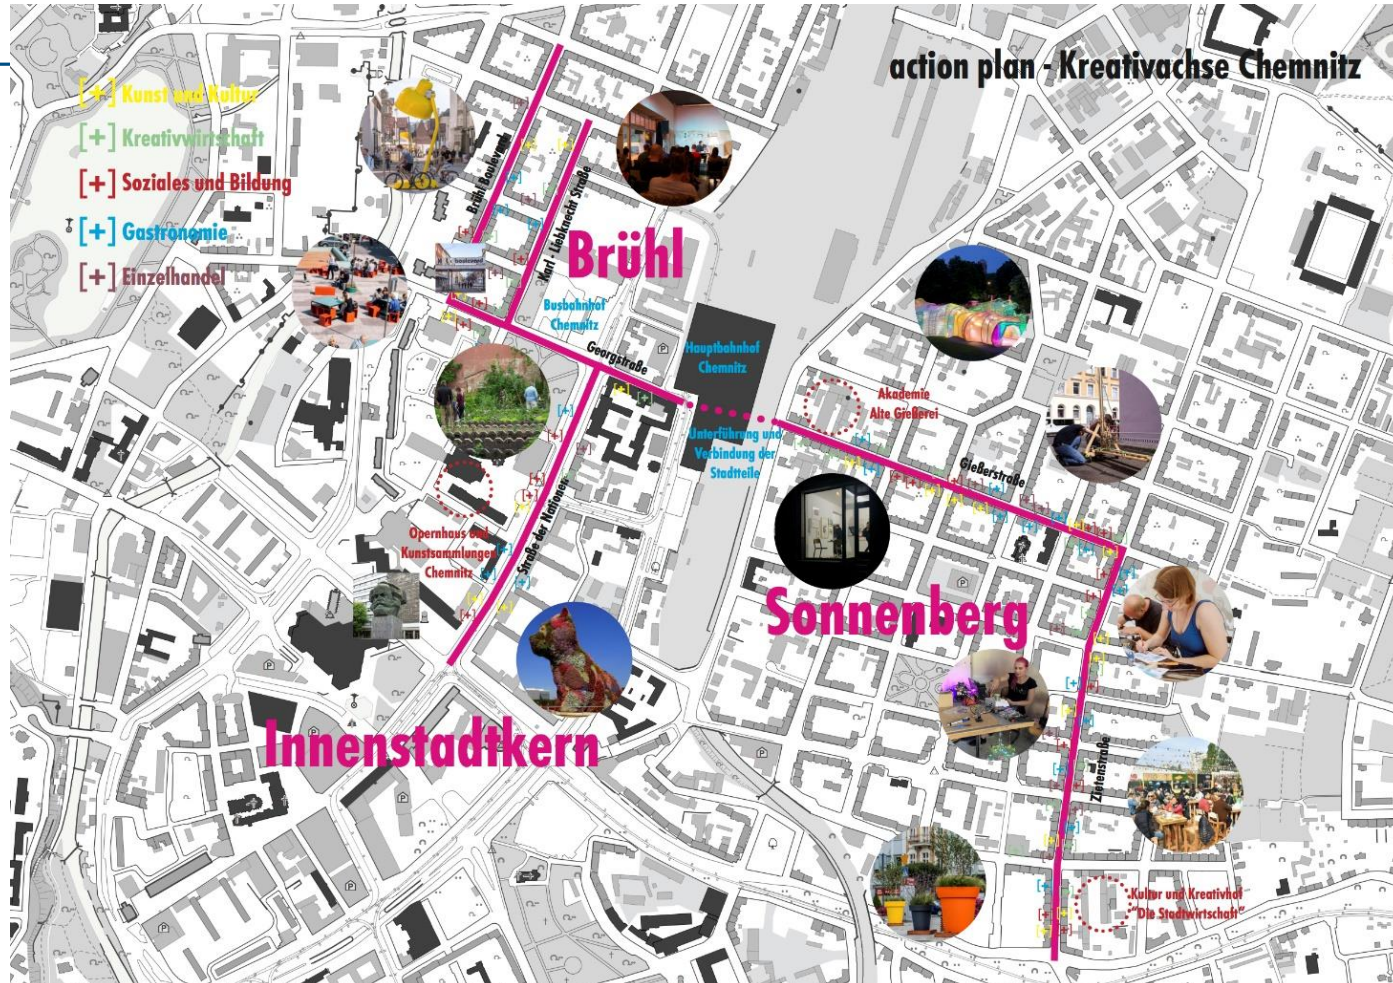 action plan - Kreativachse Chemnitz
[+] Kunst und Kultur
[+] Kreativwirtschaft
[+] Soziales und Bildung
[+] Gastronomie
[+] Einzelhandel
Brühl Boulevard
Karl - Liebknecht Straße
Brühl
boulevard
Busbahnhof
Chemnitz
Georgstraße
Hauptbahnhof
Chemnitz
Akademie
Alte Gießerei
Unterführung und
Verbindung der
Stadtteile
Gießerstraße
Opernhaus und
Kunstsammlungen
Chemnitz
Straße der Nationen
Sonnenberg
Innenstadtkern
Zietenstraße
Kultur und Kreativhof
"Die Stadtwirtschaft"